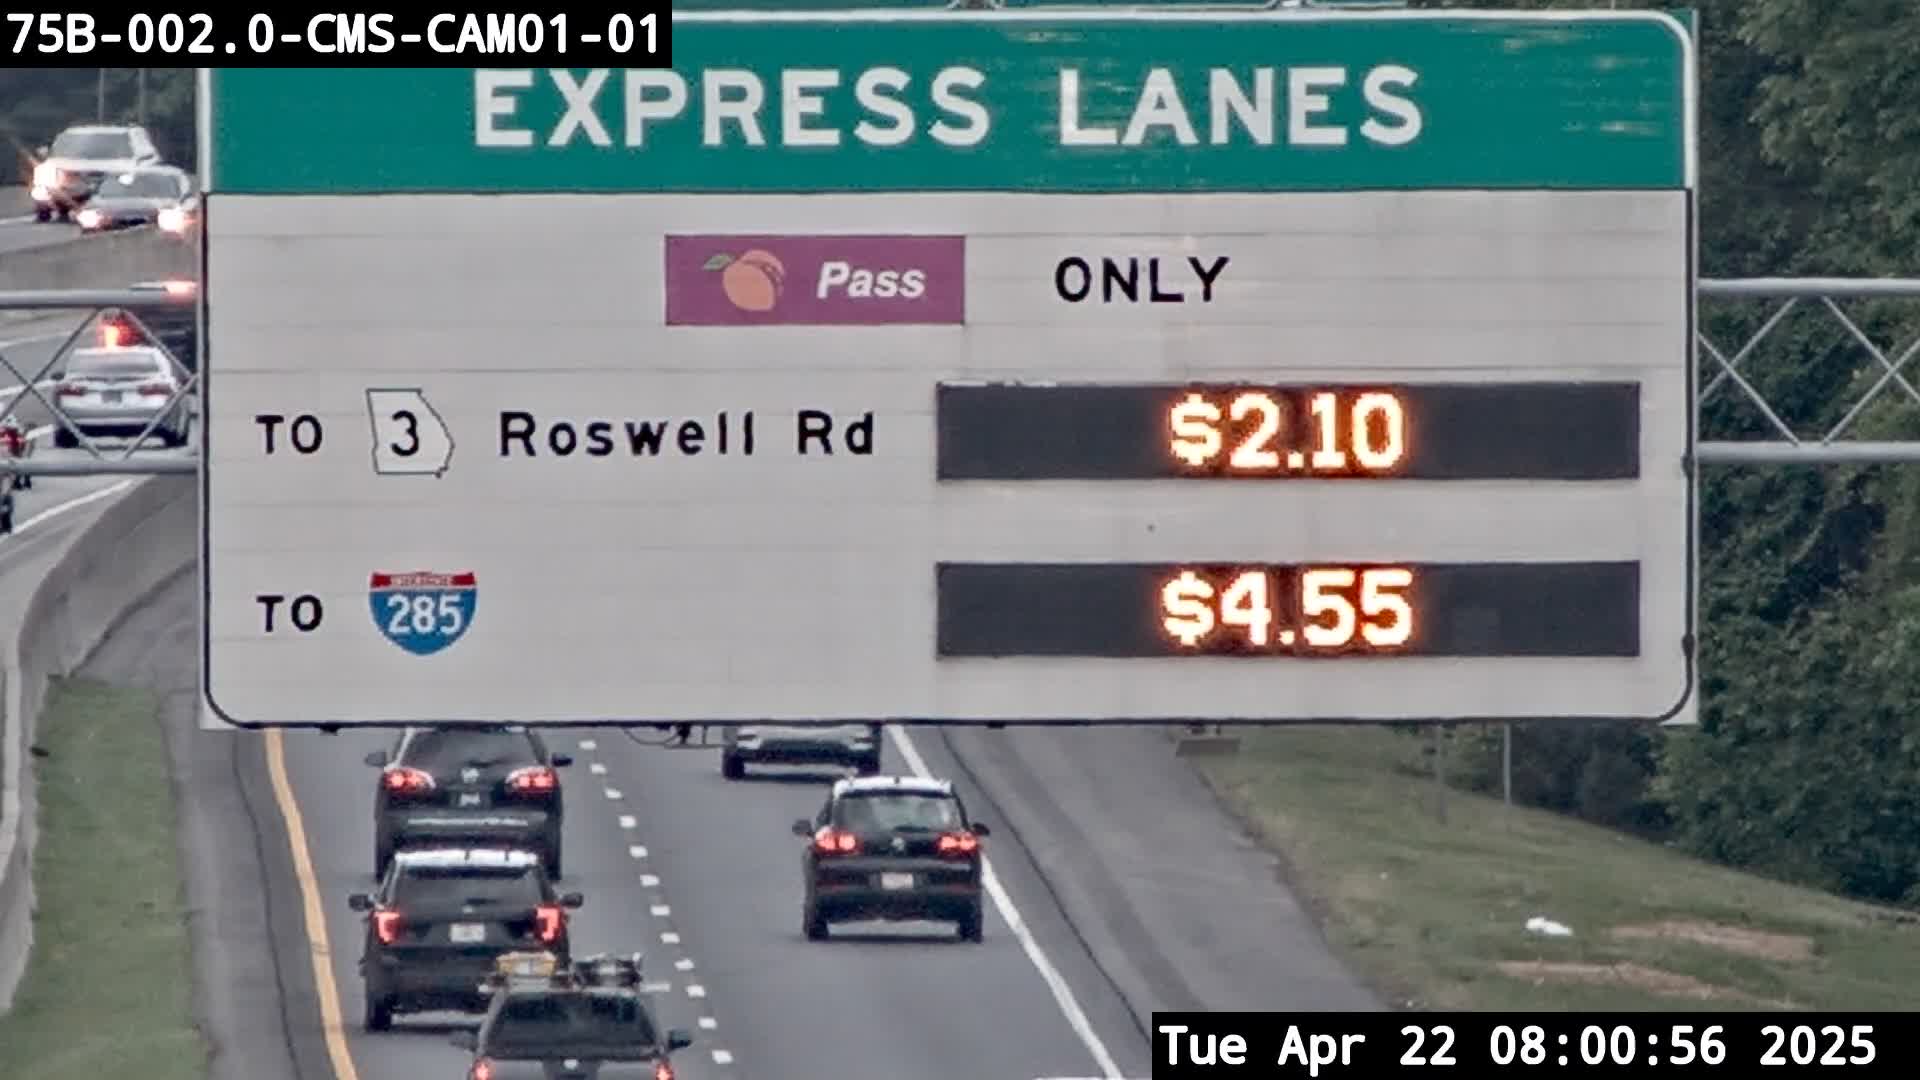 75B-002.0-CMS-CAM01-01
EXPRESS LANES
Pass ONLY
TO 3 Roswell Rd $2.10
TO 285 $4.55
Tue Apr 22 08:00:56 2025